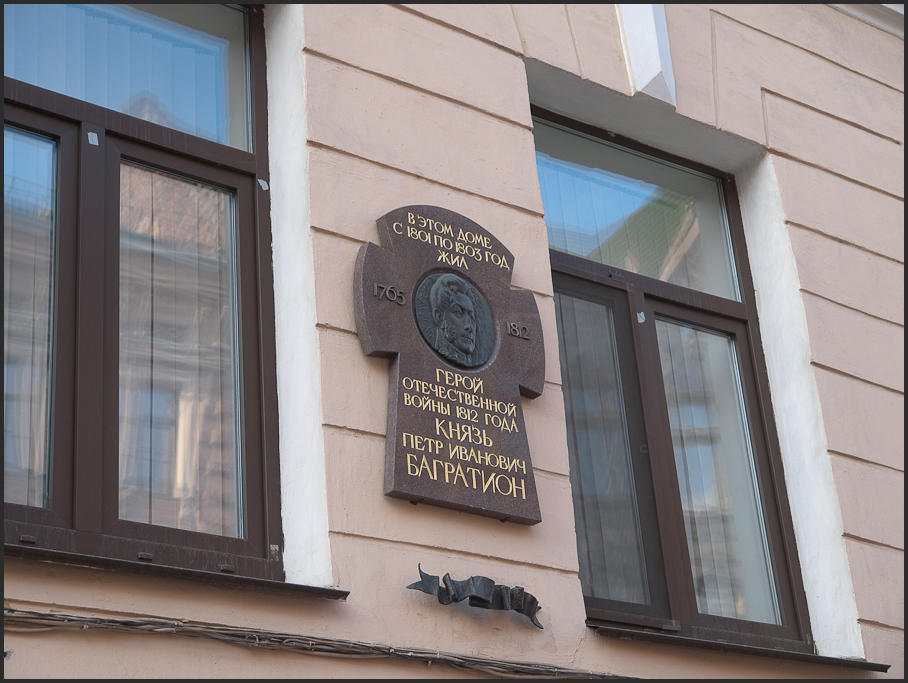 В ЭТОМ ДОМЕ
С 1801 ПО 1803 ГОД
ЖИЛ
1765
1812
ГЕРОЙ
ОТЕЧЕСТВЕННОЙ
ВОЙНЫ 1812 ГОДА
КНЯЗЬ
ПЕТР ИВАНОВИЧ
БАГРАТИОН